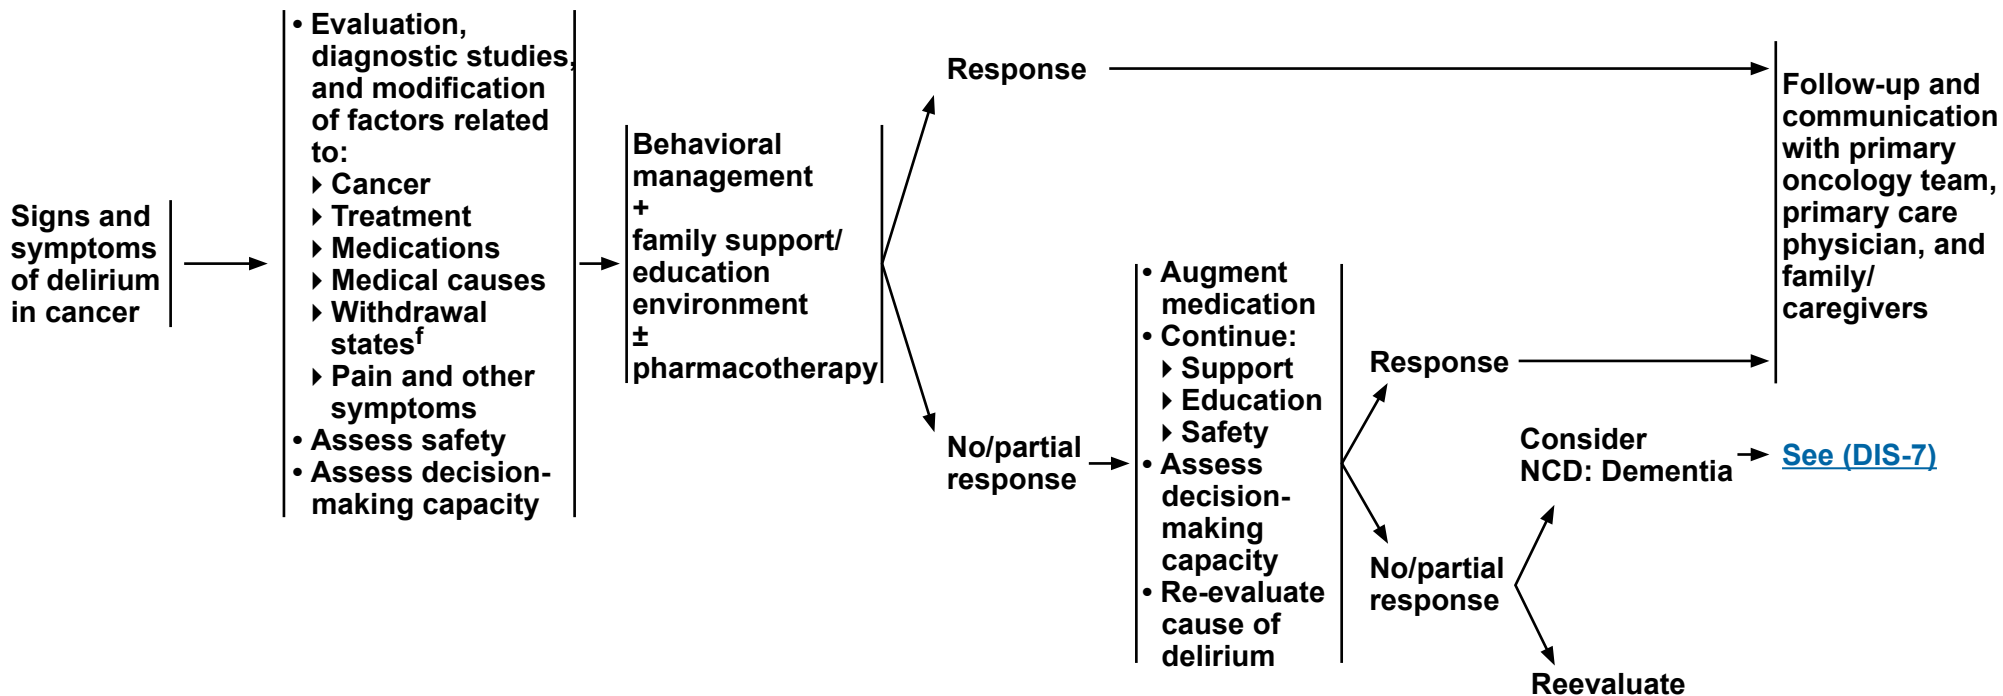 Signs and
symptoms
of delirium
in cancer
• Evaluation,
diagnostic studies,
and modification
of factors related
to:
▸ Cancer
▸ Treatment
▸ Medications
▸ Medical causes
▸ Withdrawal
statesf
▸ Pain and other
symptoms
• Assess safety
• Assess decision-
making capacity
Behavioral
management
+
family support/
education
environment
±
pharmacotherapy
Response
No/partial
response
• Augment
medication
• Continue:
▸ Support
▸ Education
▸ Safety
• Assess
decision-
making
capacity
• Re-evaluate
cause of
delirium
Response
No/partial
response
Consider
NCD: Dementia
Reevaluate
See (DIS-7)
Follow-up and
communication
with primary
oncology team,
primary care
physician, and
family/
caregivers